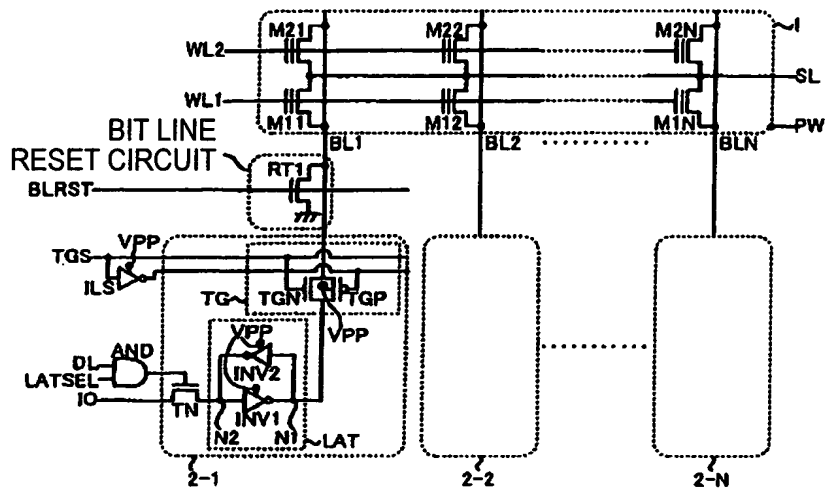 M21 M22 M2N 1
WL2
SL
WL1
M11 M12 M1N
PW
BIT LINE RESET CIRCUIT
BL1 BL2 BLN
RT1
BLRST
VPP
TGS
ILS
TG TGN TGP
VPP
VPP
DL AND
LATSEL
INV2
IO
TN INV1
N2 N1 LAT
2-1 2-2 2-N